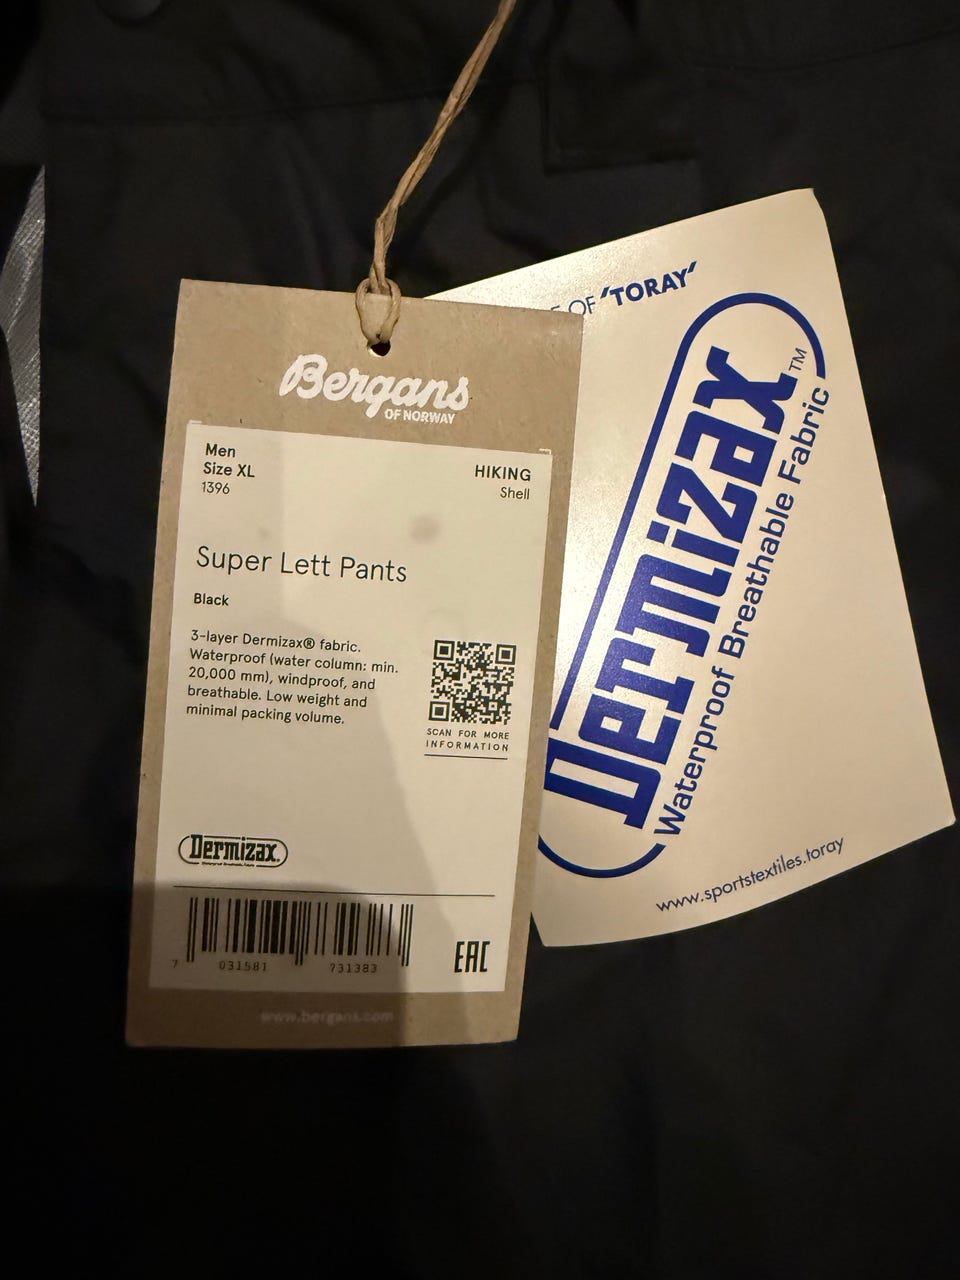 Bergans
OF NORWAY
Men
Size XL
1396
HIKING
Shell
Super Lett Pants
Black
3-layer Dermizax® fabric.
Waterproof (water column: min.
20,000 mm), windproof, and
breathable. Low weight and
minimal packing volume.
SCAN FOR MORE
INFORMATION
Dermizax
7 031581 731383
EAC
www.bergans.com
OF 'TORAY'
Dermizax™
Waterproof Breathable Fabric
www.sportstextiles.toray